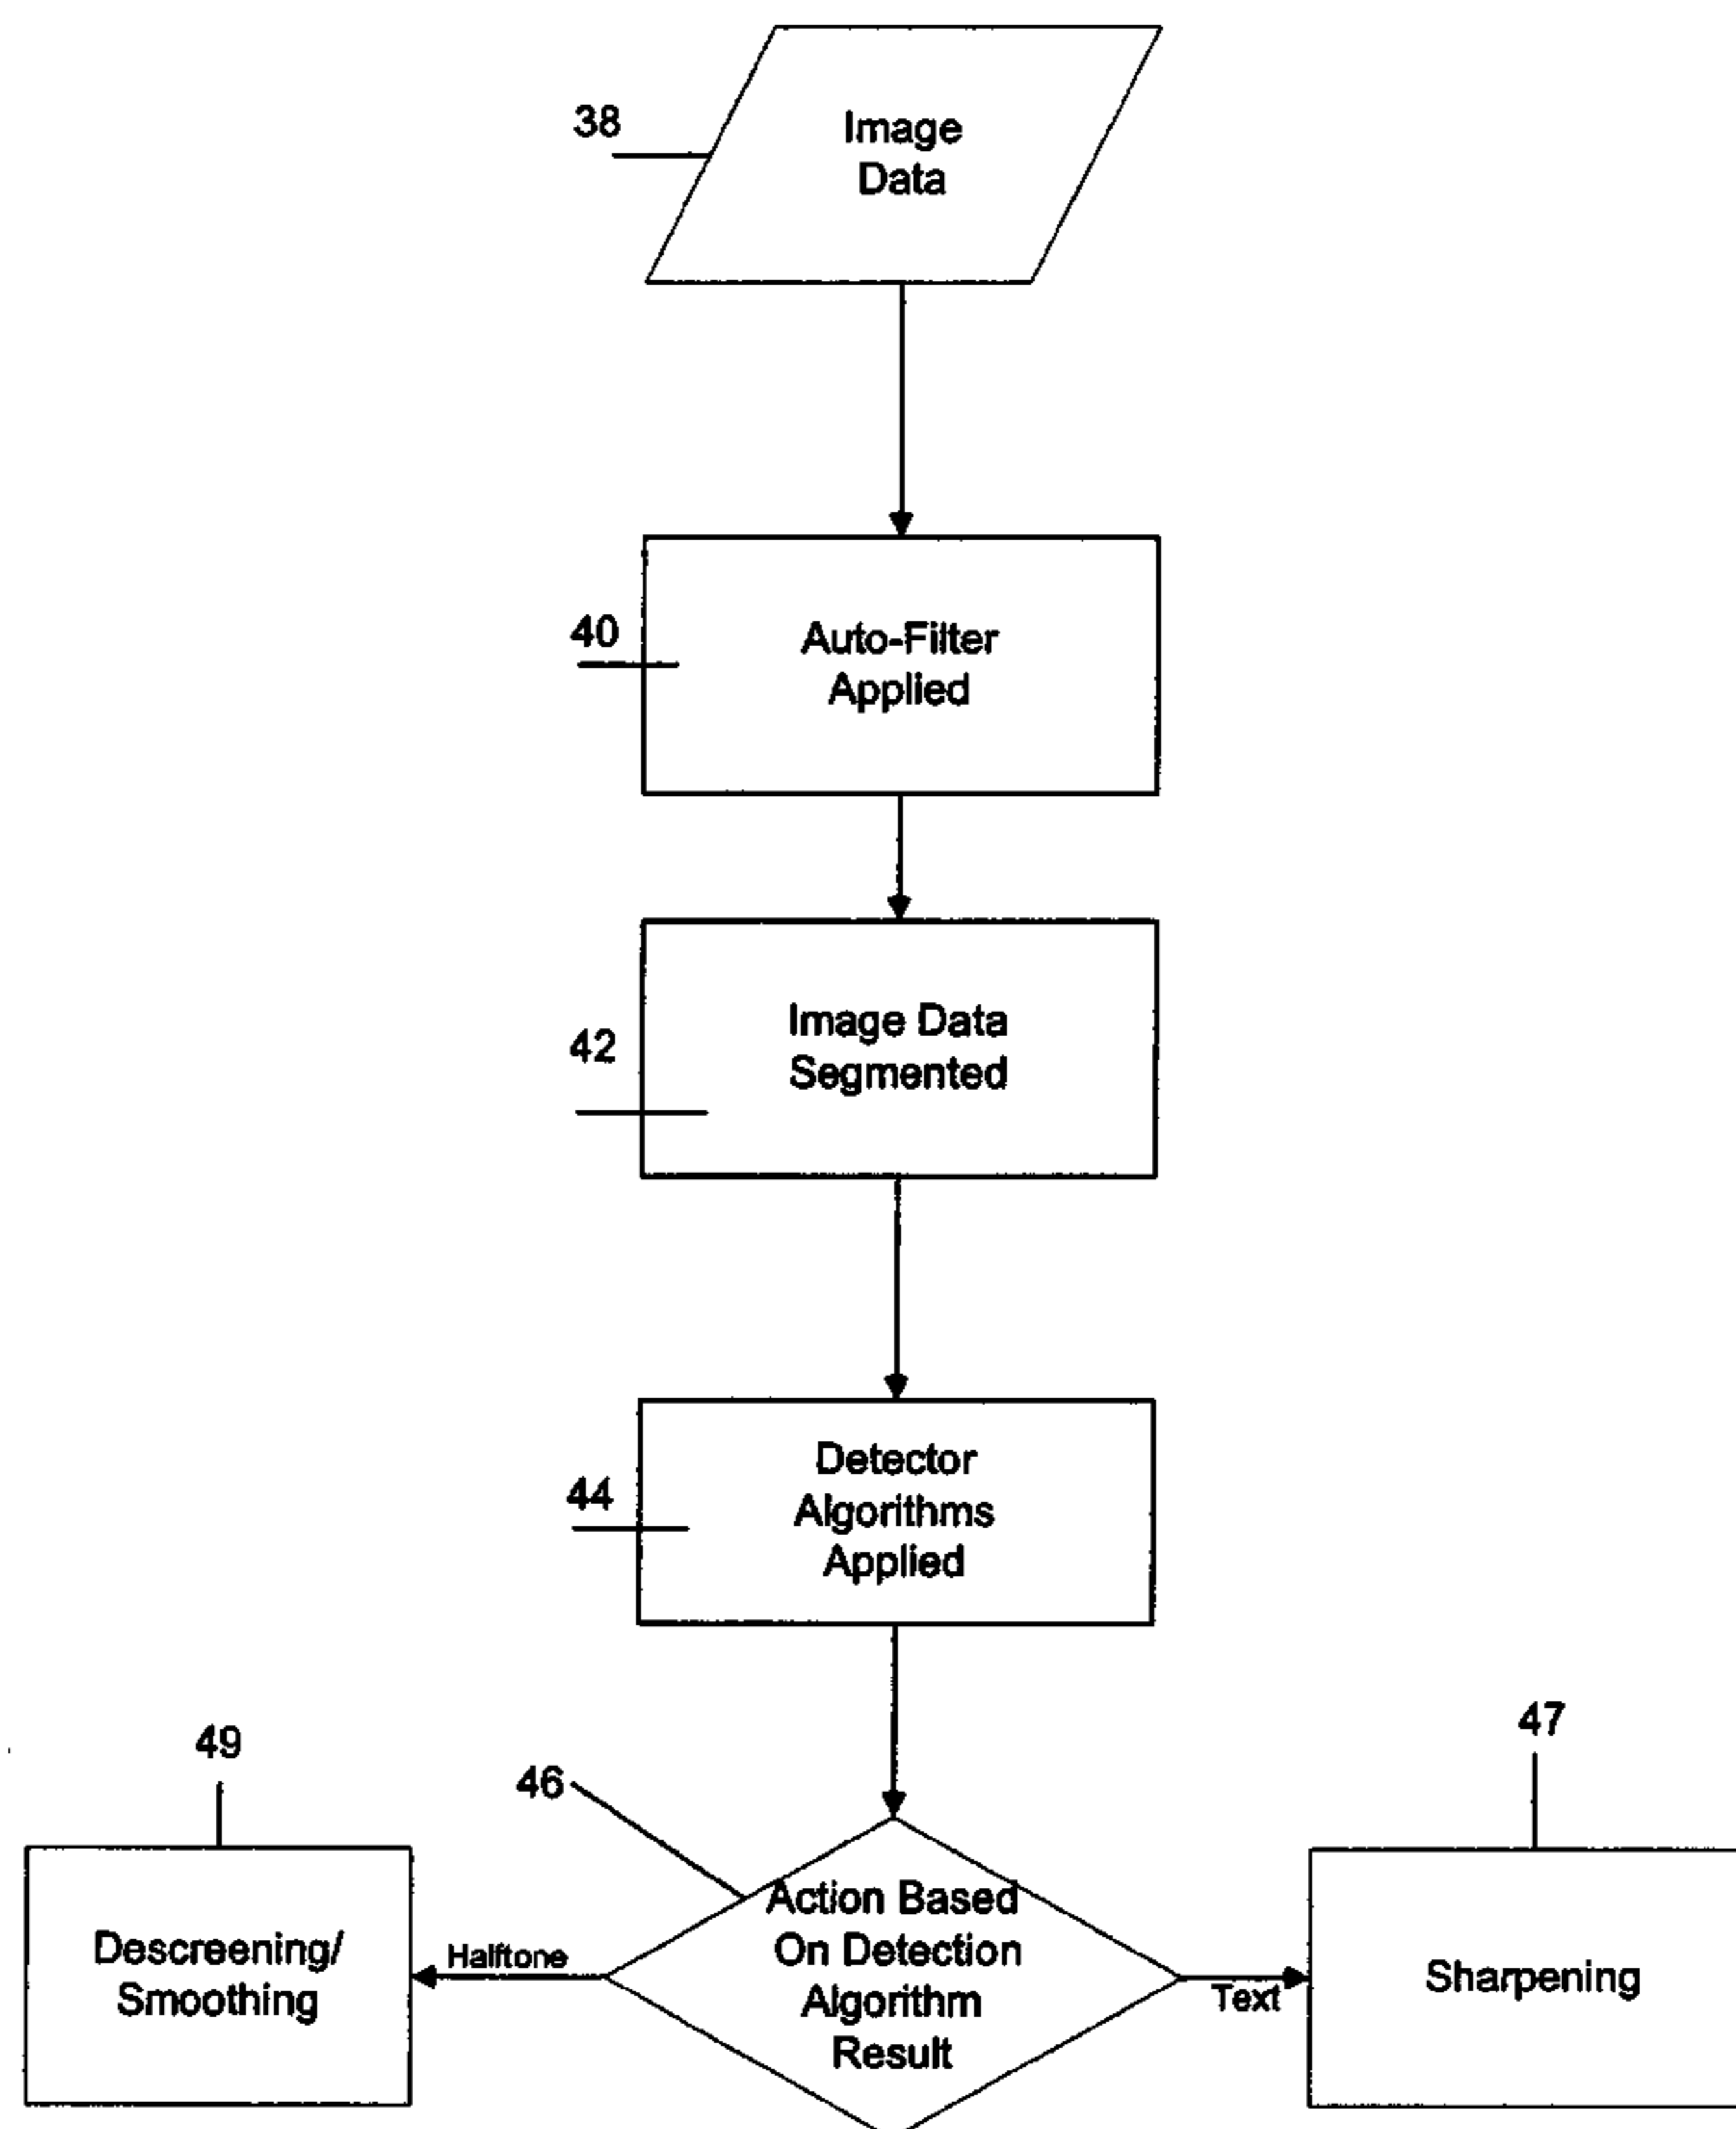 38
Image
Data
40
Auto-Filter
Applied
42
Image Data
Segmented
44
Detector
Algorithms
Applied
49
46
47
Descreening/
Smoothing
Halftone
Action Based
On Detection
Algorithm
Result
Text
Sharpening